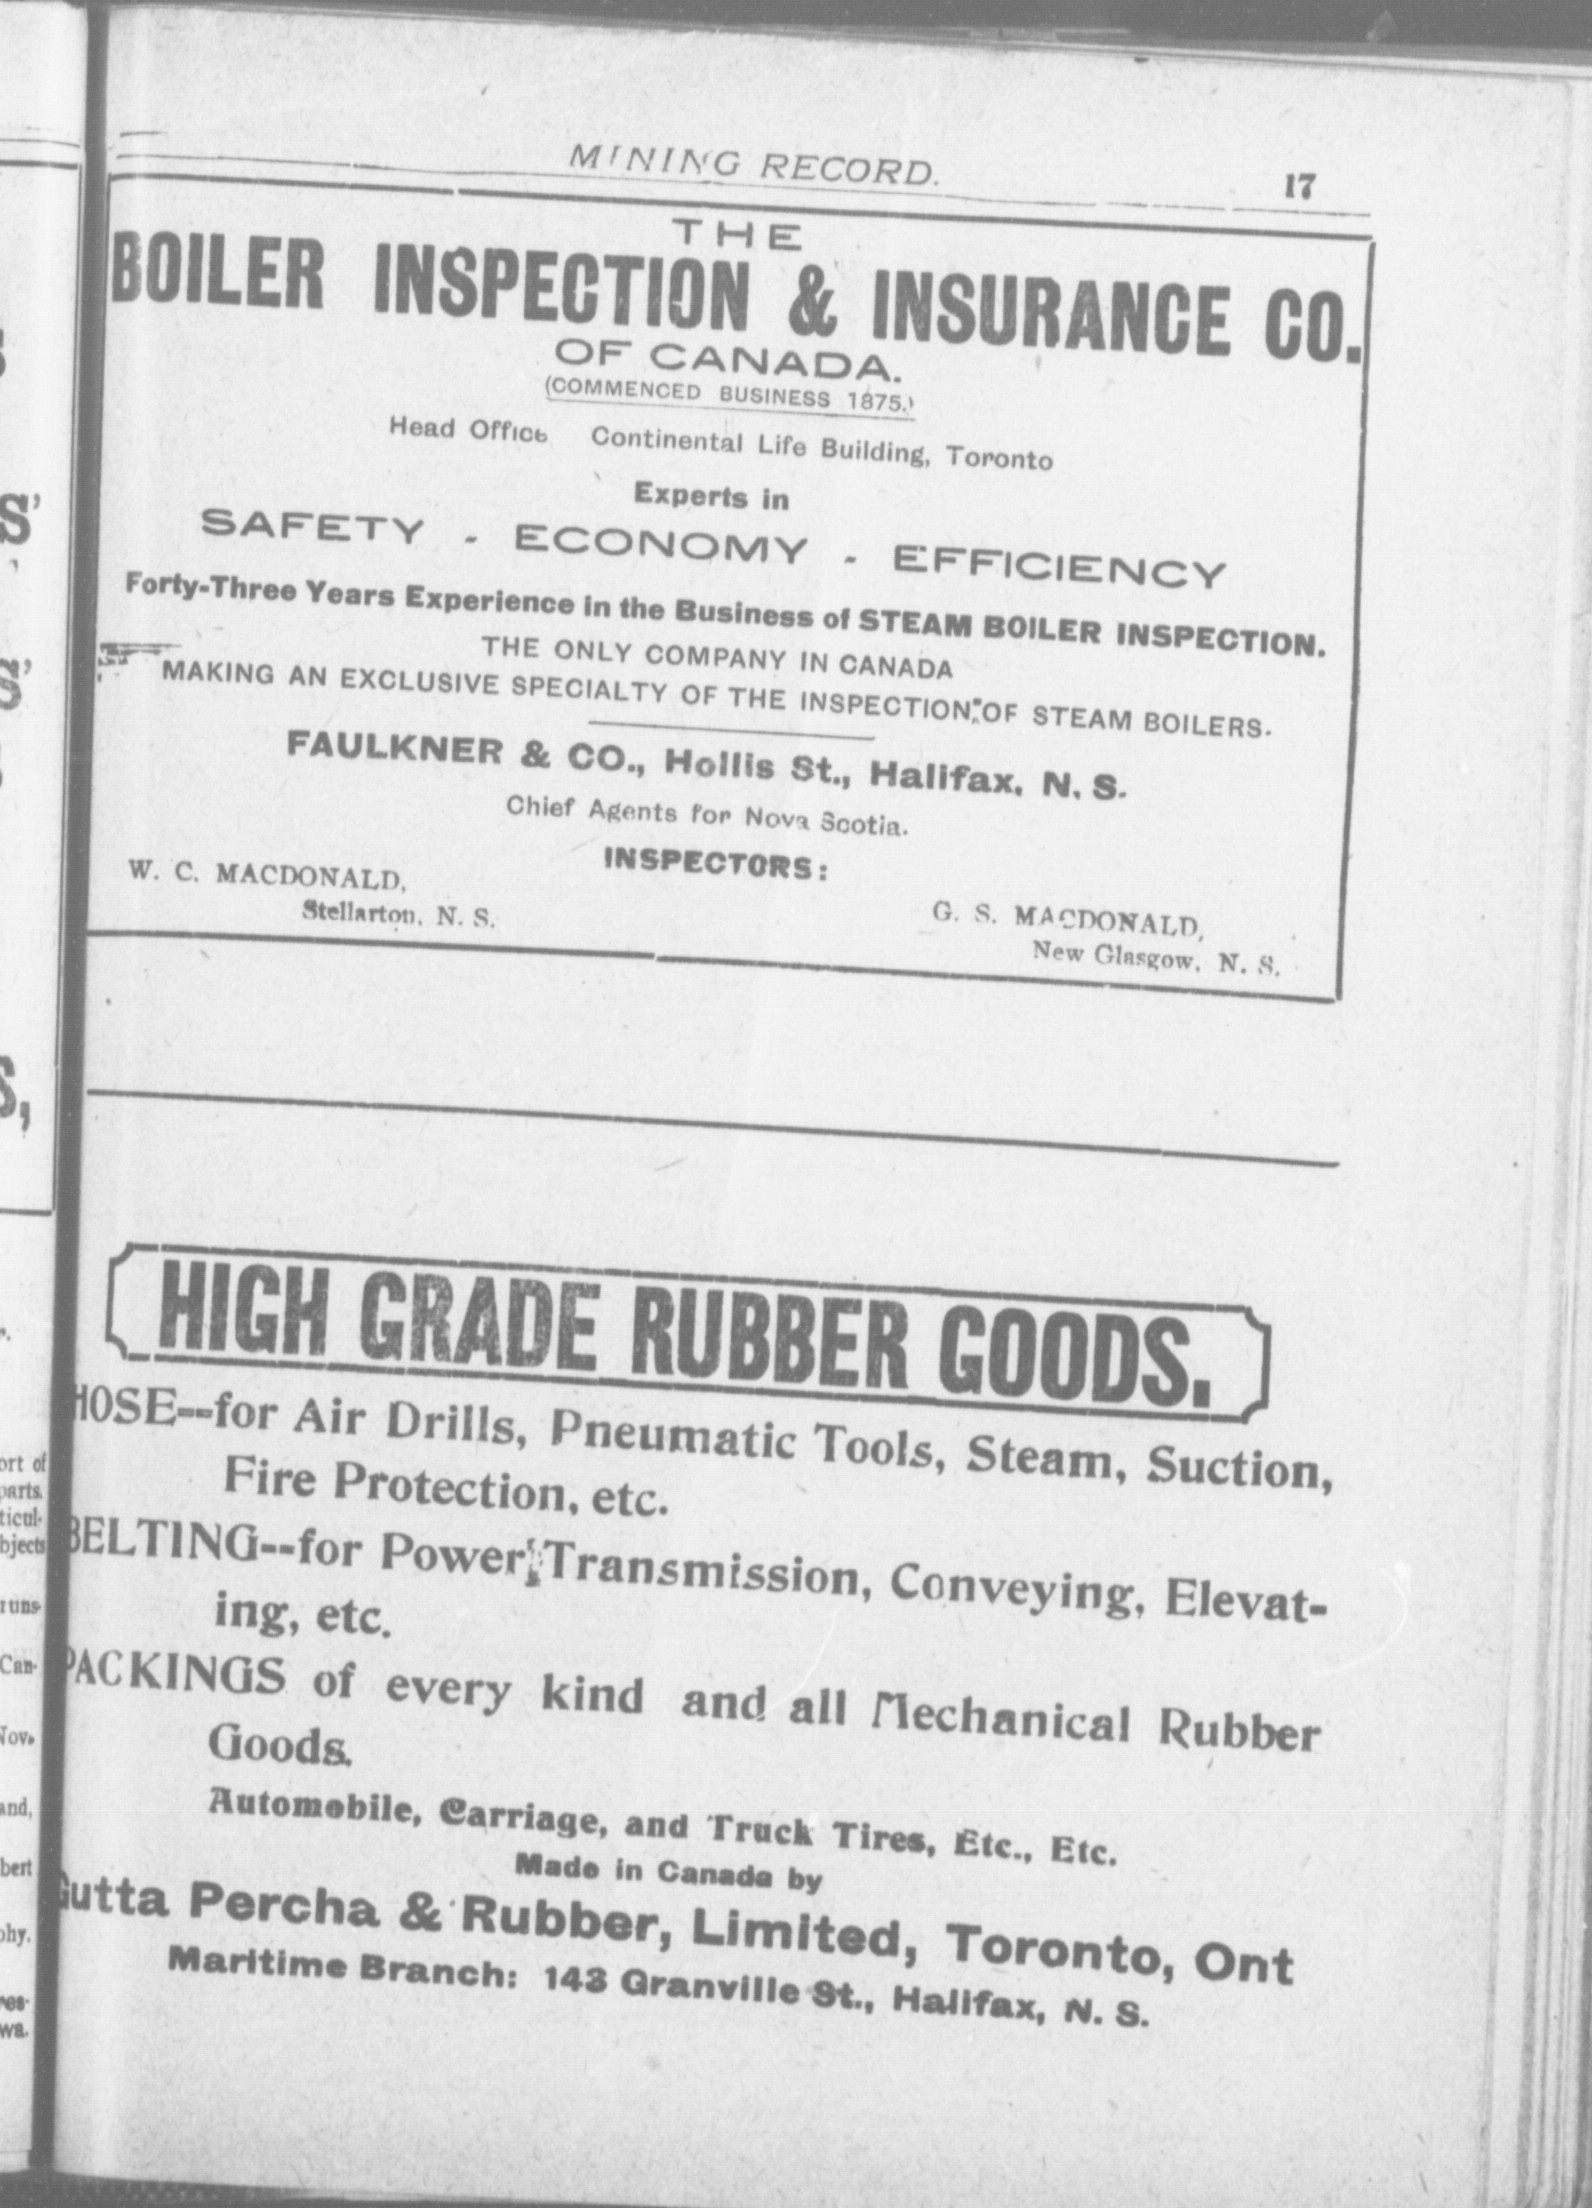 MINING RECORD. 17
THE
BOILER INSPECTION & INSURANCE CO.
OF CANADA.
(COMMENCED BUSINESS 1875.)
Head Office Continental Life Building, Toronto
Experts in
SAFETY - ECONOMY - EFFICIENCY
Forty-Three Years Experience in the Business of STEAM BOILER INSPECTION.
THE ONLY COMPANY IN CANADA
MAKING AN EXCLUSIVE SPECIALTY OF THE INSPECTION OF STEAM BOILERS.
FAULKNER & CO., Hollis St., Halifax, N. S.
Chief Agents for Nova Scotia.
INSPECTORS:
W. C. MACDONALD,
Stellarton, N. S.
G. S. MACDONALD,
New Glasgow, N. S.
HIGH GRADE RUBBER GOODS.
HOSE--for Air Drills, Pneumatic Tools, Steam, Suction,
Fire Protection, etc.
BELTING--for Power Transmission, Conveying, Elevat-
ing, etc.
PACKINGS of every kind and all Mechanical Rubber
Goods.
Automobile, Carriage, and Truck Tires, Etc., Etc.
Made in Canada by
Gutta Percha & Rubber, Limited, Toronto, Ont
Maritime Branch: 143 Granville St., Halifax, N. S.